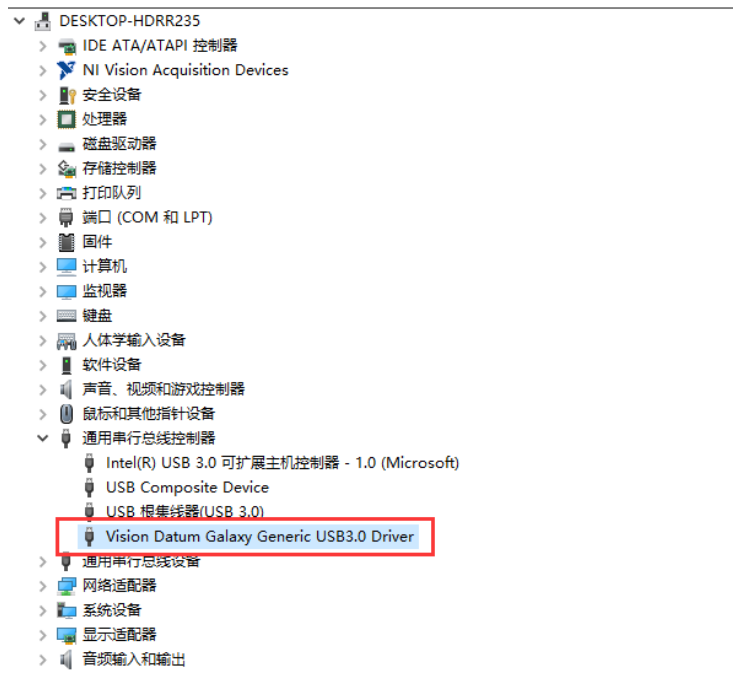 DESKTOP-HDRR235
IDE ATA/ATAPI 控制器
NI Vision Acquisition Devices
安全设备
处理器
磁盘驱动器
存储控制器
打印队列
端口 (COM 和 LPT)
固件
计算机
监视器
键盘
人体学输入设备
软件设备
声音、视频和游戏控制器
鼠标和其他指针设备
通用串行总线控制器
Intel(R) USB 3.0 可扩展主机控制器 - 1.0 (Microsoft)
USB Composite Device
USB 根集线器(USB 3.0)
Vision Datum Galaxy Generic USB3.0 Driver
通用串行总线设备
网络适配器
系统设备
显示适配器
音频输入和输出